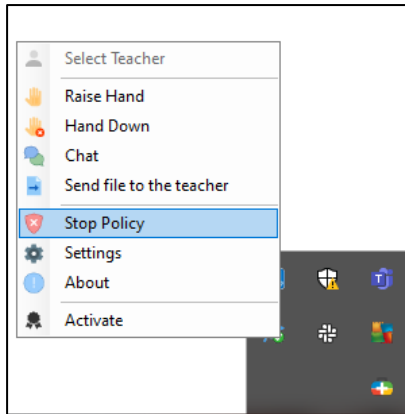 Select Teacher
Raise Hand
Hand Down
Chat
Send file to the teacher
Stop Policy
Settings
About
Activate